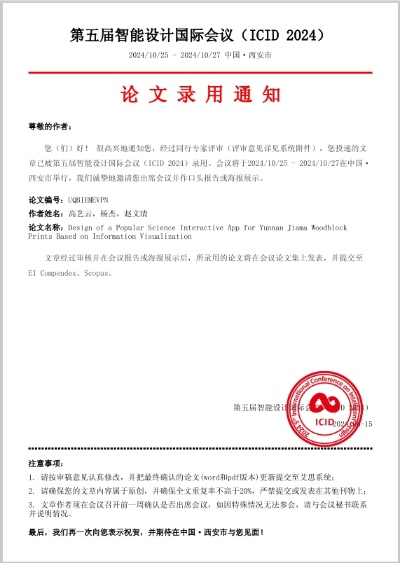 第五届智能设计国际会议（ICID 2024）
2024/10/25 - 2024/10/27 中国·西安市
论文录用通知
尊敬的作者：
您（们）好！ 很高兴地通知您，经过同行专家评审（评审意见详见系统附件），您投递的文
章已被第五届智能设计国际会议（ICID 2024）录用。会议将于2024/10/25 - 2024/10/27在中国·
西安市举行，我们诚挚地邀请您出席会议并作口头报告或海报展示。
论文编号：UQBIEMEVPN
作者姓名：高艺云，杨杰，赵文清
论文名称：Design of a Popular Science Interactive App for Yunnan Jiama Woodblock
Prints Based on Information Visualization
文章经过审核并在会议报告或海报展示后，所录用的论文将在会议论文集上发表，并提交至
EI Compendex、Scopus。
第五届智能设计国际会议（ICID 2024）
ICID
注意事项：
1. 请按审稿意见认真修改，并把最终确认的论文(word和pdf版本)更新提交至艾思系统；
2. 请确保您的文章内容属于原创，并确保全文重复率不高于20%，严禁提交或发表在其他刊物上；
3. 文章作者须在会议召开前一周确认是否出席会议，如因特殊情况无法参会，请与会议秘书联系
并说明情况。
最后，我们再一次向您表示祝贺，并期待在中国·西安市与您见面！